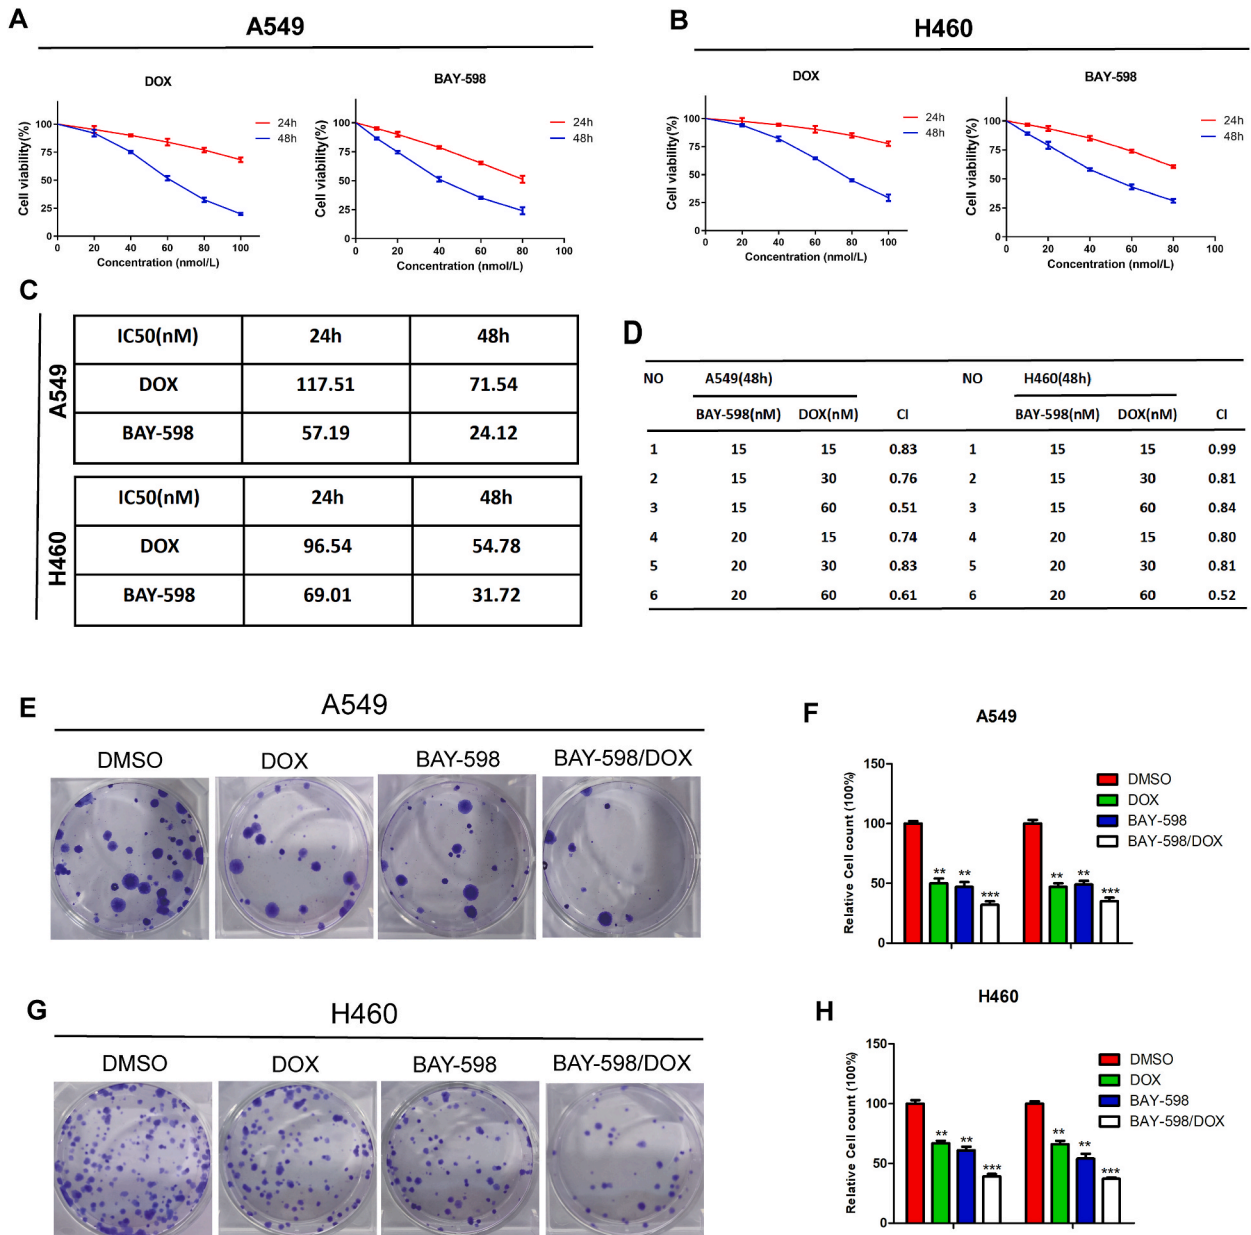 A
A549
DOX
Cell viability(%)
100
75
50
25
0
0 20 40 60 80 100
Concentration (nmol/L)
24h
48h
BAY-598
Cell viability(%)
100
75
50
25
0
0 20 40 60 80 100
Concentration (nmol/L)
24h
48h
B
H460
DOX
Cell viability(%)
100
75
50
25
0
0 20 40 60 80 100
Concentration (nmol/L)
24h
48h
BAY-598
Cell viability(%)
100
75
50
25
0
0 20 40 60 80 100
Concentration (nmol/L)
24h
48h
C
A549
IC50(nM) 24h 48h
DOX 117.51 71.54
BAY-598 57.19 24.12
H460
IC50(nM) 24h 48h
DOX 96.54 54.78
BAY-598 69.01 31.72
D
NO A549(48h) NO H460(48h)
BAY-598(nM) DOX(nM) CI BAY-598(nM) DOX(nM) CI
1 15 15 0.83 1 15 15 0.99
2 15 30 0.76 2 15 30 0.81
3 15 60 0.51 3 15 60 0.84
4 20 15 0.74 4 20 15 0.80
5 20 30 0.83 5 20 30 0.81
6 20 60 0.61 6 20 60 0.52
E
A549
DMSO DOX BAY-598 BAY-598/DOX
F
A549
Relative Cell count (100%)
150
100
50
0
** ** *** ** ** ***
DMSO
DOX
BAY-598
BAY-598/DOX
G
H460
DMSO DOX BAY-598 BAY-598/DOX
H
H460
Relative Cell count (100%)
150
100
50
0
** ** *** ** ** ***
DMSO
DOX
BAY-598
BAY-598/DOX